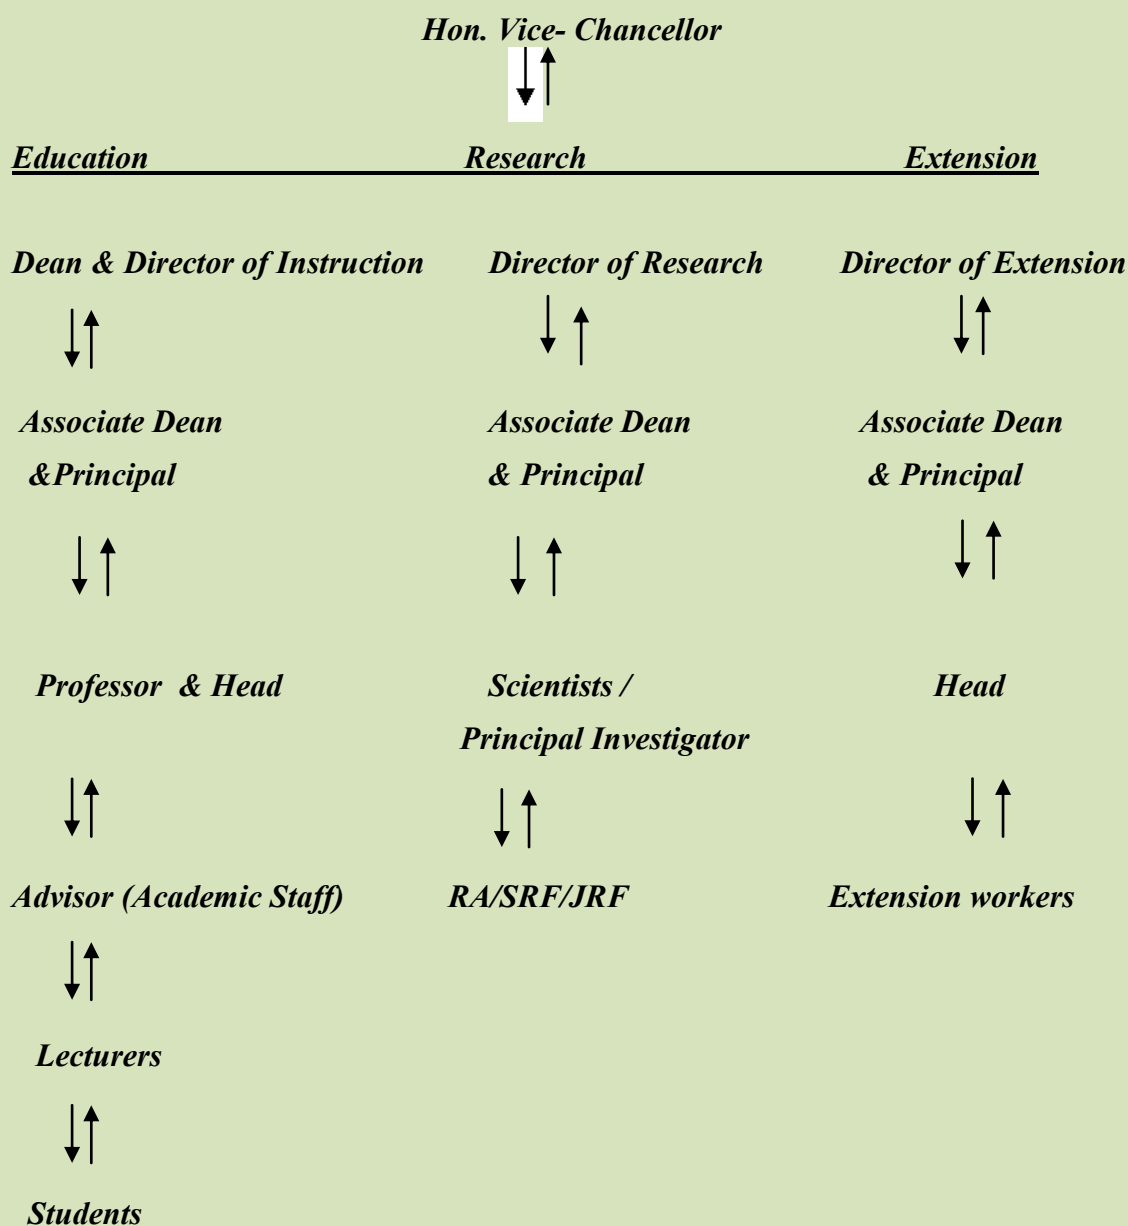 Hon. Vice- Chancellor
Education Research Extension
Dean & Director of Instruction Director of Research Director of Extension
Associate Dean Associate Dean Associate Dean
&Principal & Principal & Principal
Professor & Head Scientists / Head
Principal Investigator
Advisor (Academic Staff) RA/SRF/JRF Extension workers
Lecturers
Students